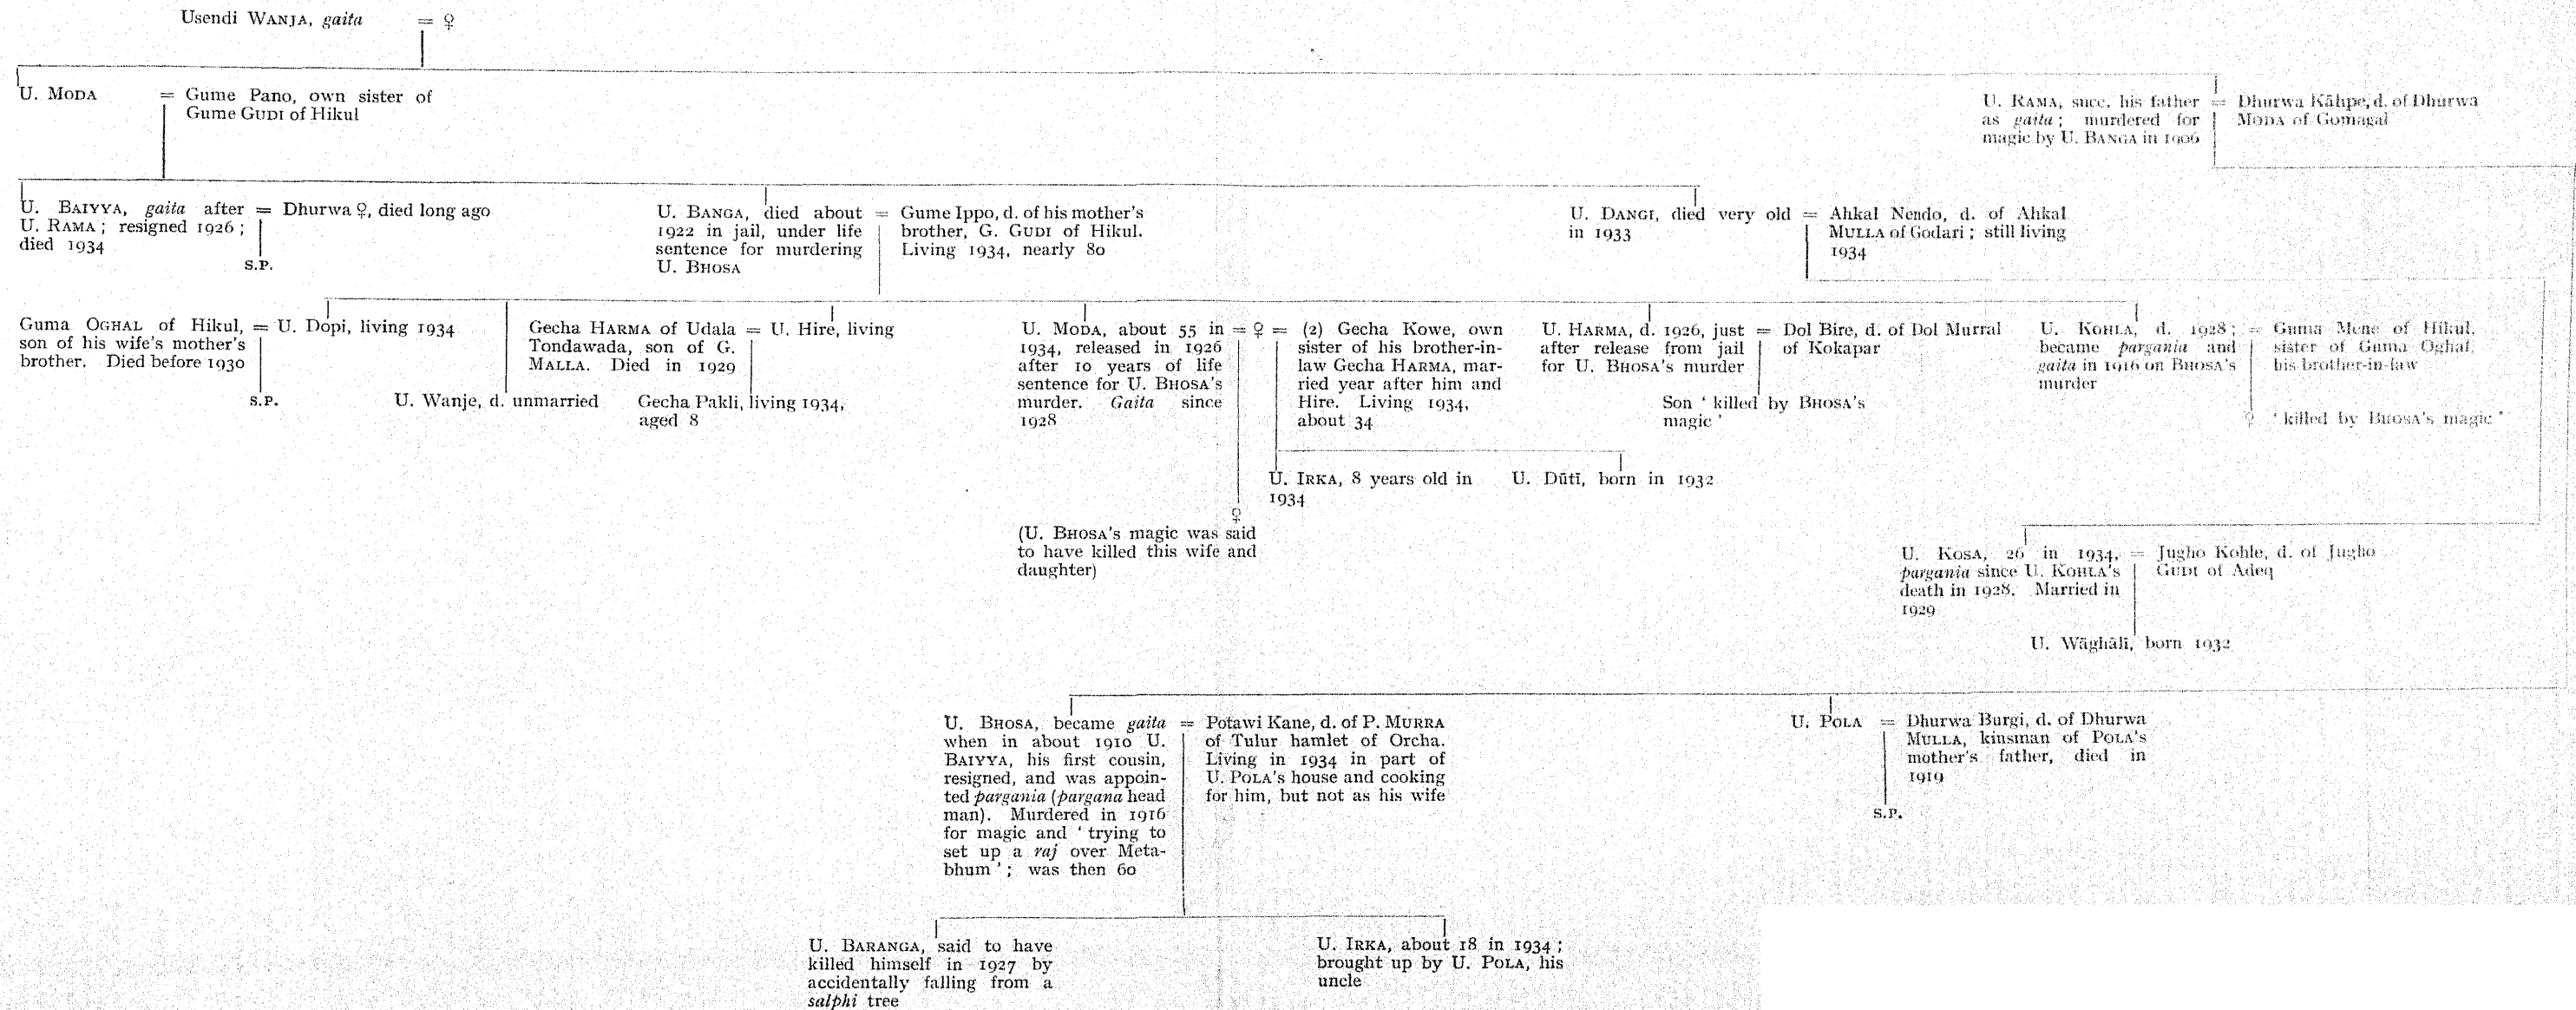 Usendi WANJA, gaita = ♀
U. MODA = Gume Pano, own sister of
Gume GUDI of Hikul
U. RAMA, succ. his father
as gaita; murdered for
magic by U. BANGA in 1906
= Dhurwa Kāhpe, d. of Dhurwa
MODA of Gomagal
U. BAIYYA, gaita after
U. RAMA; resigned 1926;
died 1934
= Dhurwa ♀, died long ago
S.P.
U. BANGA, died about
1922 in jail, under life
sentence for murdering
U. BHOSA
= Gume Ippo, d. of his mother's
brother, G. GUDI of Hikul.
Living 1934, nearly 80
U. DANGI, died very old
in 1933
= Ahkal Nendo, d. of Ahkal
MULLA of Godari; still living
1934
Guma OGHAL of Hikul,
son of his wife's mother's
brother. Died before 1930
= U. Dopi, living 1934
S.P.
U. Wanje, d. unmarried
Gecha HARMA of Udala
Tondawada, son of G.
MALLA. Died in 1929
= U. Hire, living
Gecha Pakli, living 1934,
aged 8
U. MODA, about 55 in
1934, released in 1926
after 10 years of life
sentence for U. BHOSA'S
murder. Gaita since
1928
= ♀ =
(2) Gecha Kowe, own
sister of his brother-in-
law Gecha HARMA, mar-
ried year after him and
Hire. Living 1934,
about 34
U. HARMA, d. 1926, just
after release from jail
for U. BHOSA'S murder
= Dol Bire, d. of Dol Murral
of Kokapar
Son 'killed by BHOSA'S
magic'
U. KOHLA, d. 1928;
became pargania and
gaita in 1916 on BHOSA'S
murder
= Guma Mene of Hikul,
sister of Guma Oghal,
his brother-in-law
♀ 'killed by BHOSA'S magic'
U. IRKA, 8 years old in
1934
U. Dūtī, born in 1932
♀
(U. BHOSA'S magic was said
to have killed this wife and
daughter)
U. KOSA, 26 in 1934,
pargania since U. KOHLA'S
death in 1928. Married in
1929
= Jugho Kohle, d. of Jugho
GUDI of Adeq
U. Wāghāli, born 1932
U. BHOSA, became gaita
when in about 1910 U.
BAIYYA, his first cousin,
resigned, and was appoin-
ted pargania (pargana head
man). Murdered in 1916
for magic and 'trying to
set up a raj over Meta-
bhum'; was then 60
= Potawi Kane, d. of P. MURRA
of Tulur hamlet of Orcha.
Living in 1934 in part of
U. POLA'S house and cooking
for him, but not as his wife
U. POLA = Dhurwa Burgi, d. of Dhurwa
MULLA, kinsman of POLA'S
mother's father, died in
1919
S.P.
U. BARANGA, said to have
killed himself in 1927 by
accidentally falling from a
salphi tree
U. IRKA, about 18 in 1934;
brought up by U. POLA, his
uncle